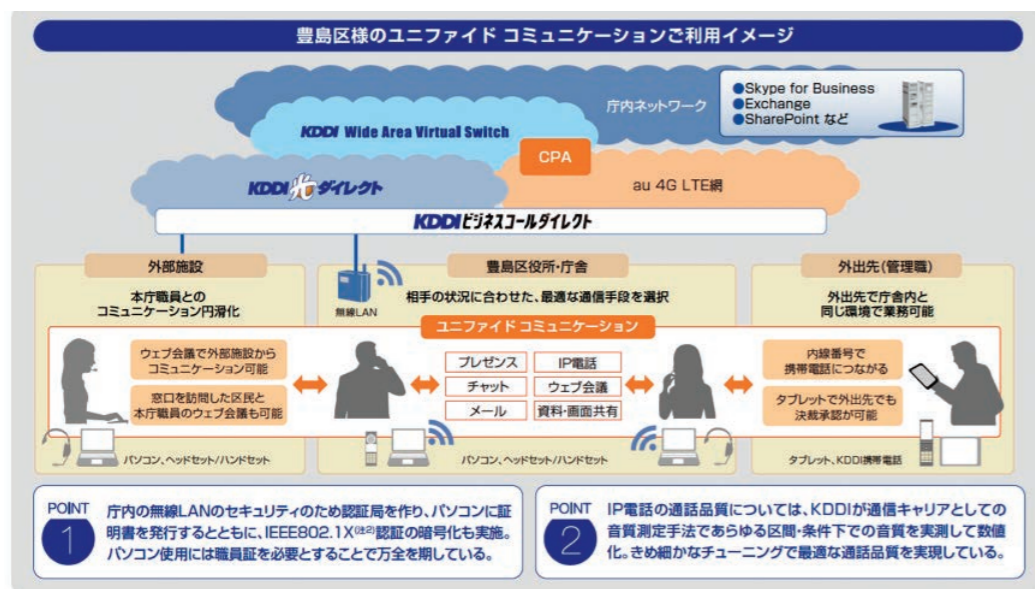 豊島区様のユニファイド コミュニケーションご利用イメージ
庁内ネットワーク
●Skype for Business
●Exchange
●SharePoint など
KDDI Wide Area Virtual Switch
CPA
KDDI光ダイレクト
au 4G LTE網
KDDIビジネスコールダイレクト
外部施設
本庁職員との
コミュニケーション円滑化
無線LAN
豊島区役所・庁舎
相手の状況に合わせた、最適な通信手段を選択
外出先(管理職)
外出先で庁舎内と
同じ環境で業務可能
ユニファイド コミュニケーション
ウェブ会議で外部施設から
コミュニケーション可能
窓口を訪問した区民と
本庁職員のウェブ会議も可能
プレゼンス
IP電話
チャット
ウェブ会議
メール
資料・画面共有
内線番号で
携帯電話につながる
タブレットで外出先でも
決裁承認が可能
パソコン、ヘッドセット/ハンドセット
パソコン、ヘッドセット/ハンドセット
タブレット、KDDI携帯電話
POINT
1
庁内の無線LANのセキュリティのため認証局を作り、パソコンに証
明書を発行するとともに、IEEE802.1X(注2)認証の暗号化も実施。
パソコン使用には職員証を必要とすることで万全を期している。
POINT
2
IP電話の通話品質については、KDDIが通信キャリアとしての
音質測定手法であらゆる区間・条件下での音質を実測して数値
化。きめ細かなチューニングで最適な通話品質を実現している。